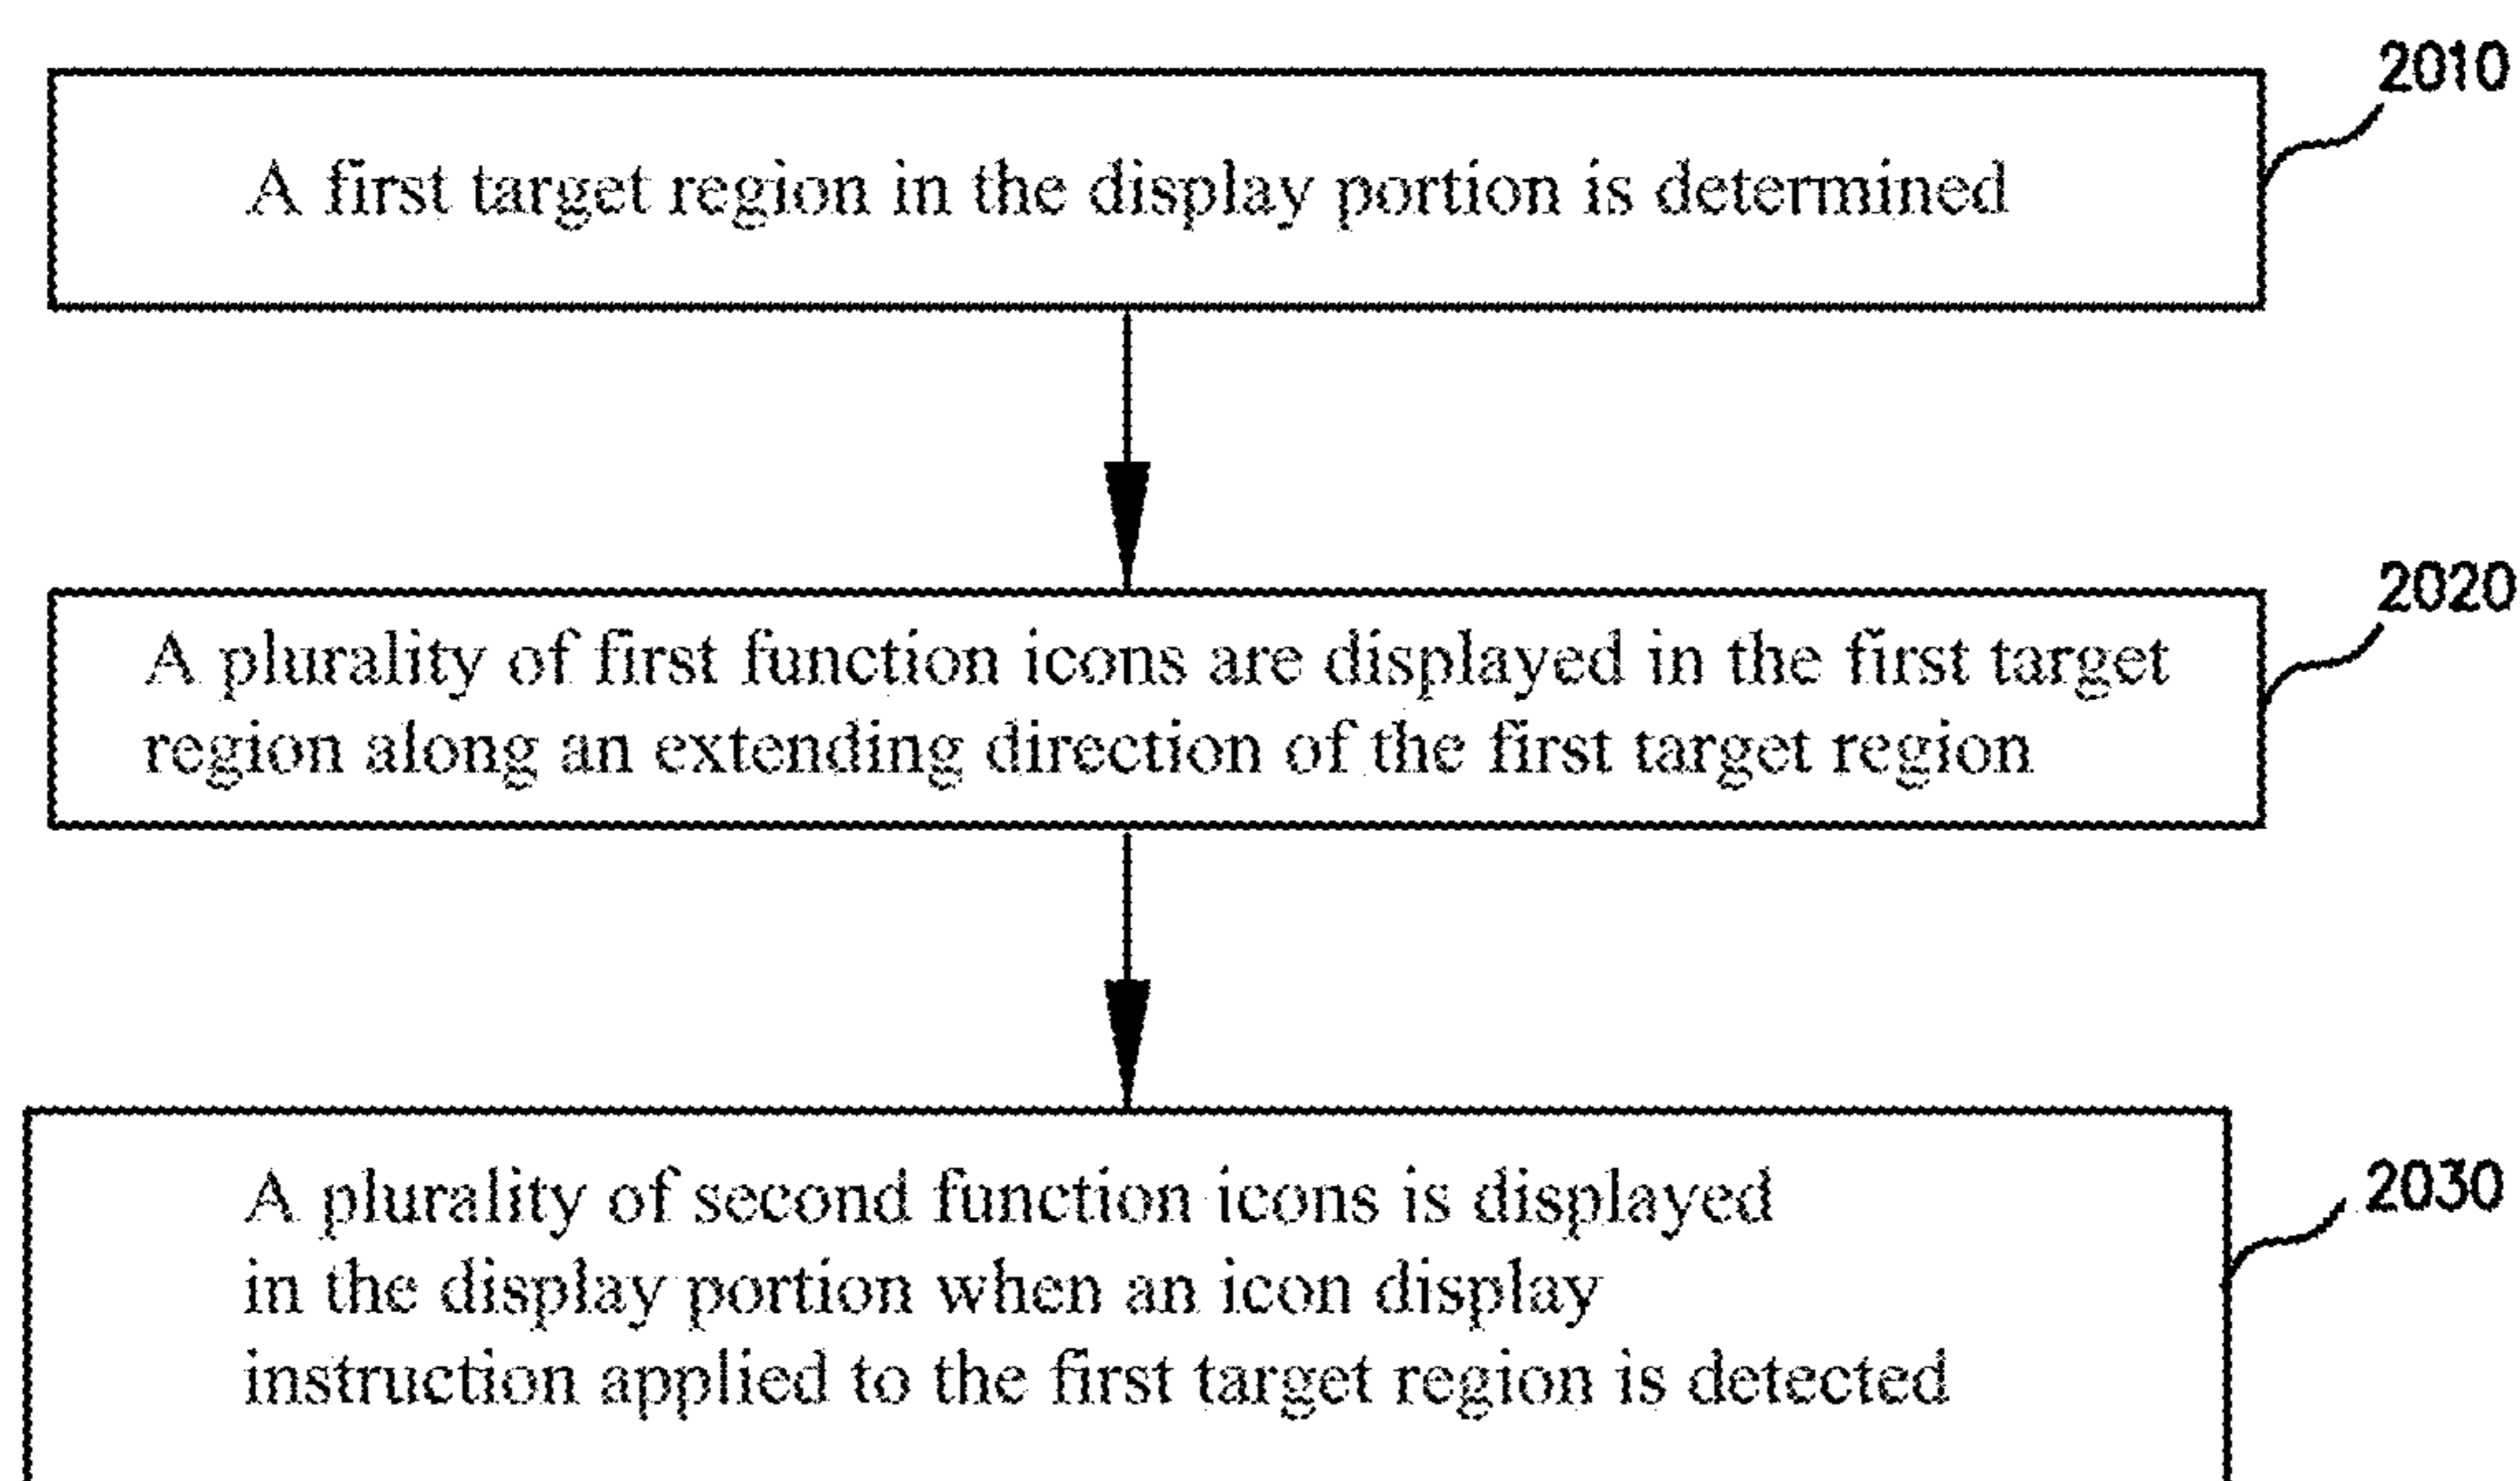 2010
A first target region in the display portion is determined
2020
A plurality of first function icons are displayed in the first target
region along an extending direction of the first target region
2030
A plurality of second function icons is displayed
in the display portion when an icon display
instruction applied to the first target region is detected